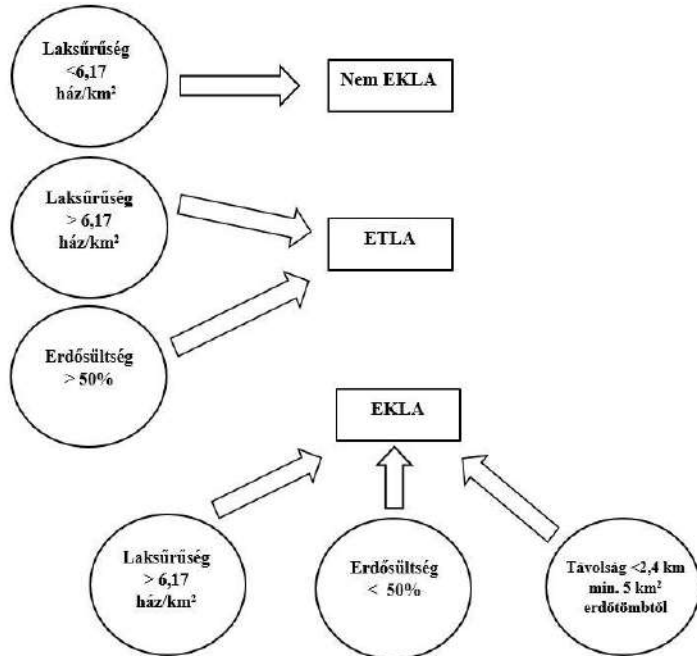 Laksűrűség
<6,17
ház/km²
Nem EKLA
Laksűrűség
> 6,17
ház/km²
ETLA
Erdősültség
> 50%
EKLA
Laksűrűség
> 6,17
ház/km²
Erdősültség
< 50%
Távolság <2,4 km
min. 5 km²
erdőtömbtől